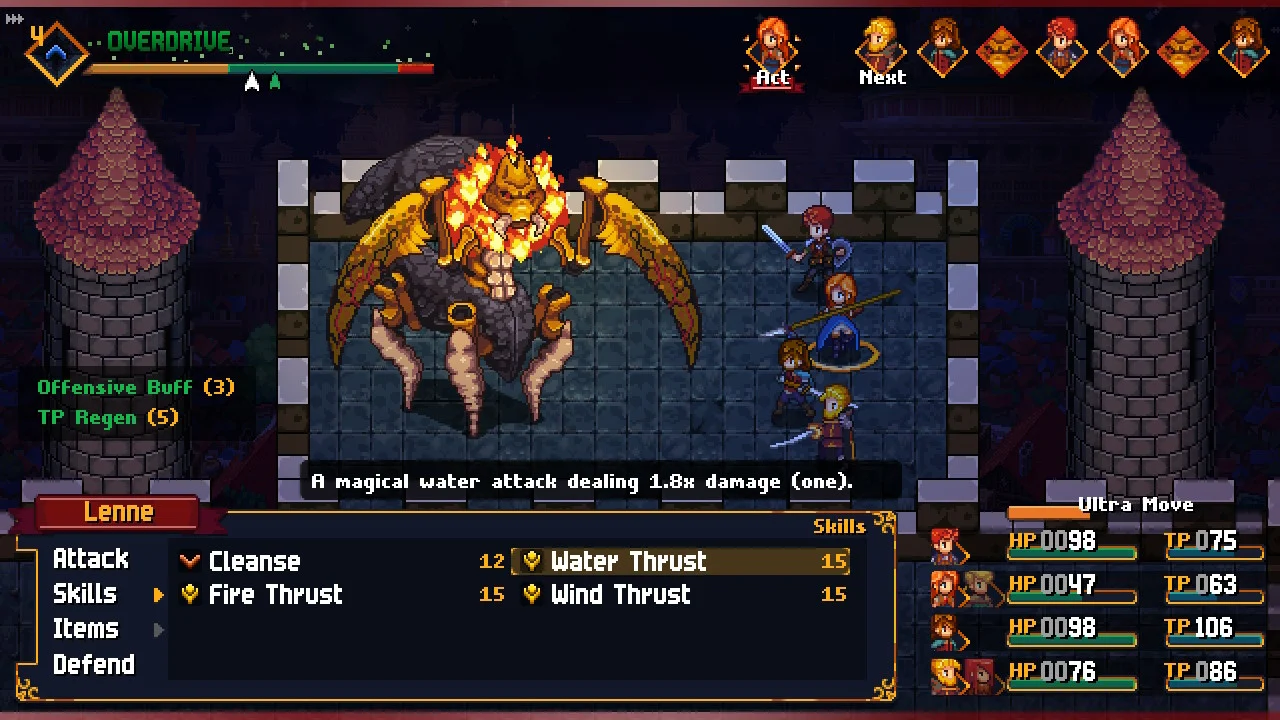 4 OVERDRIVE
Act Next
Offensive Buff (3)
TP Regen (5)
A magical water attack dealing 1.8x damage (one).
Lenne
Skills
Attack
Skills
Items
Defend
Cleanse 12 Water Thrust 15
Fire Thrust 15 Wind Thrust 15
Ultra Move
HP 0098 TP 075
HP 0047 TP 063
HP 0098 TP 106
HP 0076 TP 086